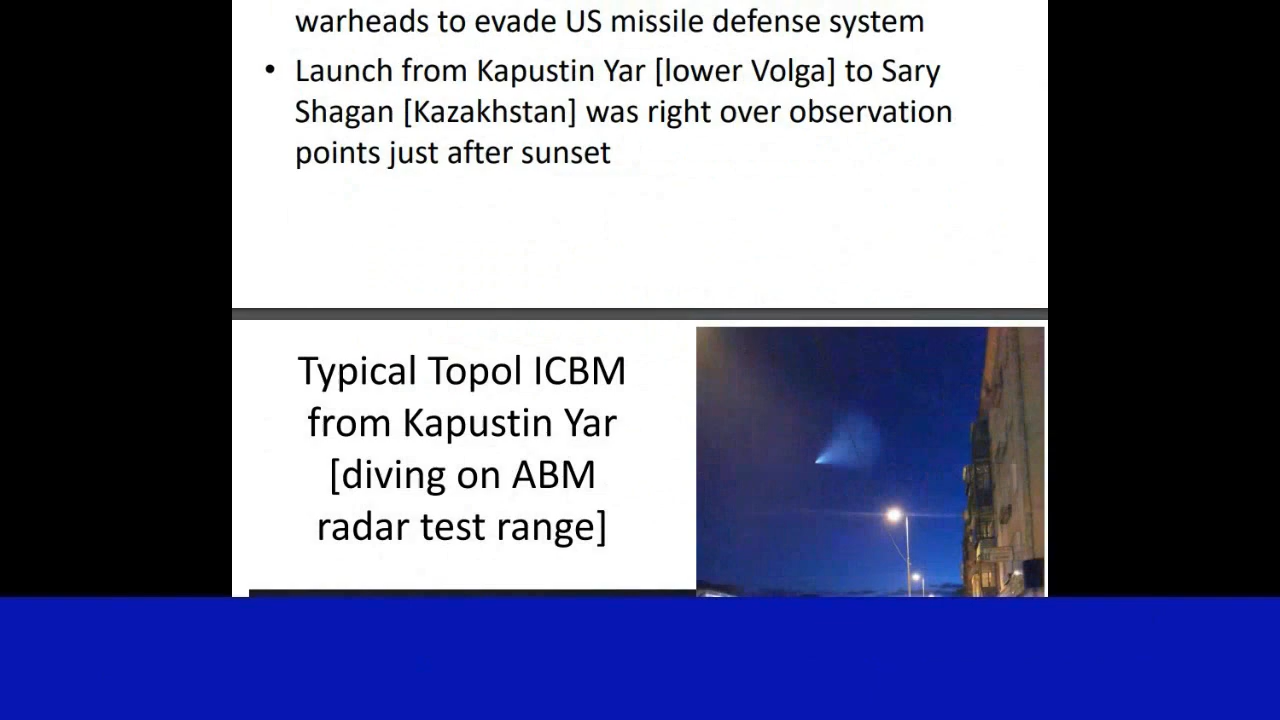 warheads to evade US missile defense system
• Launch from Kapustin Yar [lower Volga] to Sary
Shagan [Kazakhstan] was right over observation
points just after sunset
Typical Topol ICBM
from Kapustin Yar
[diving on ABM
radar test range]